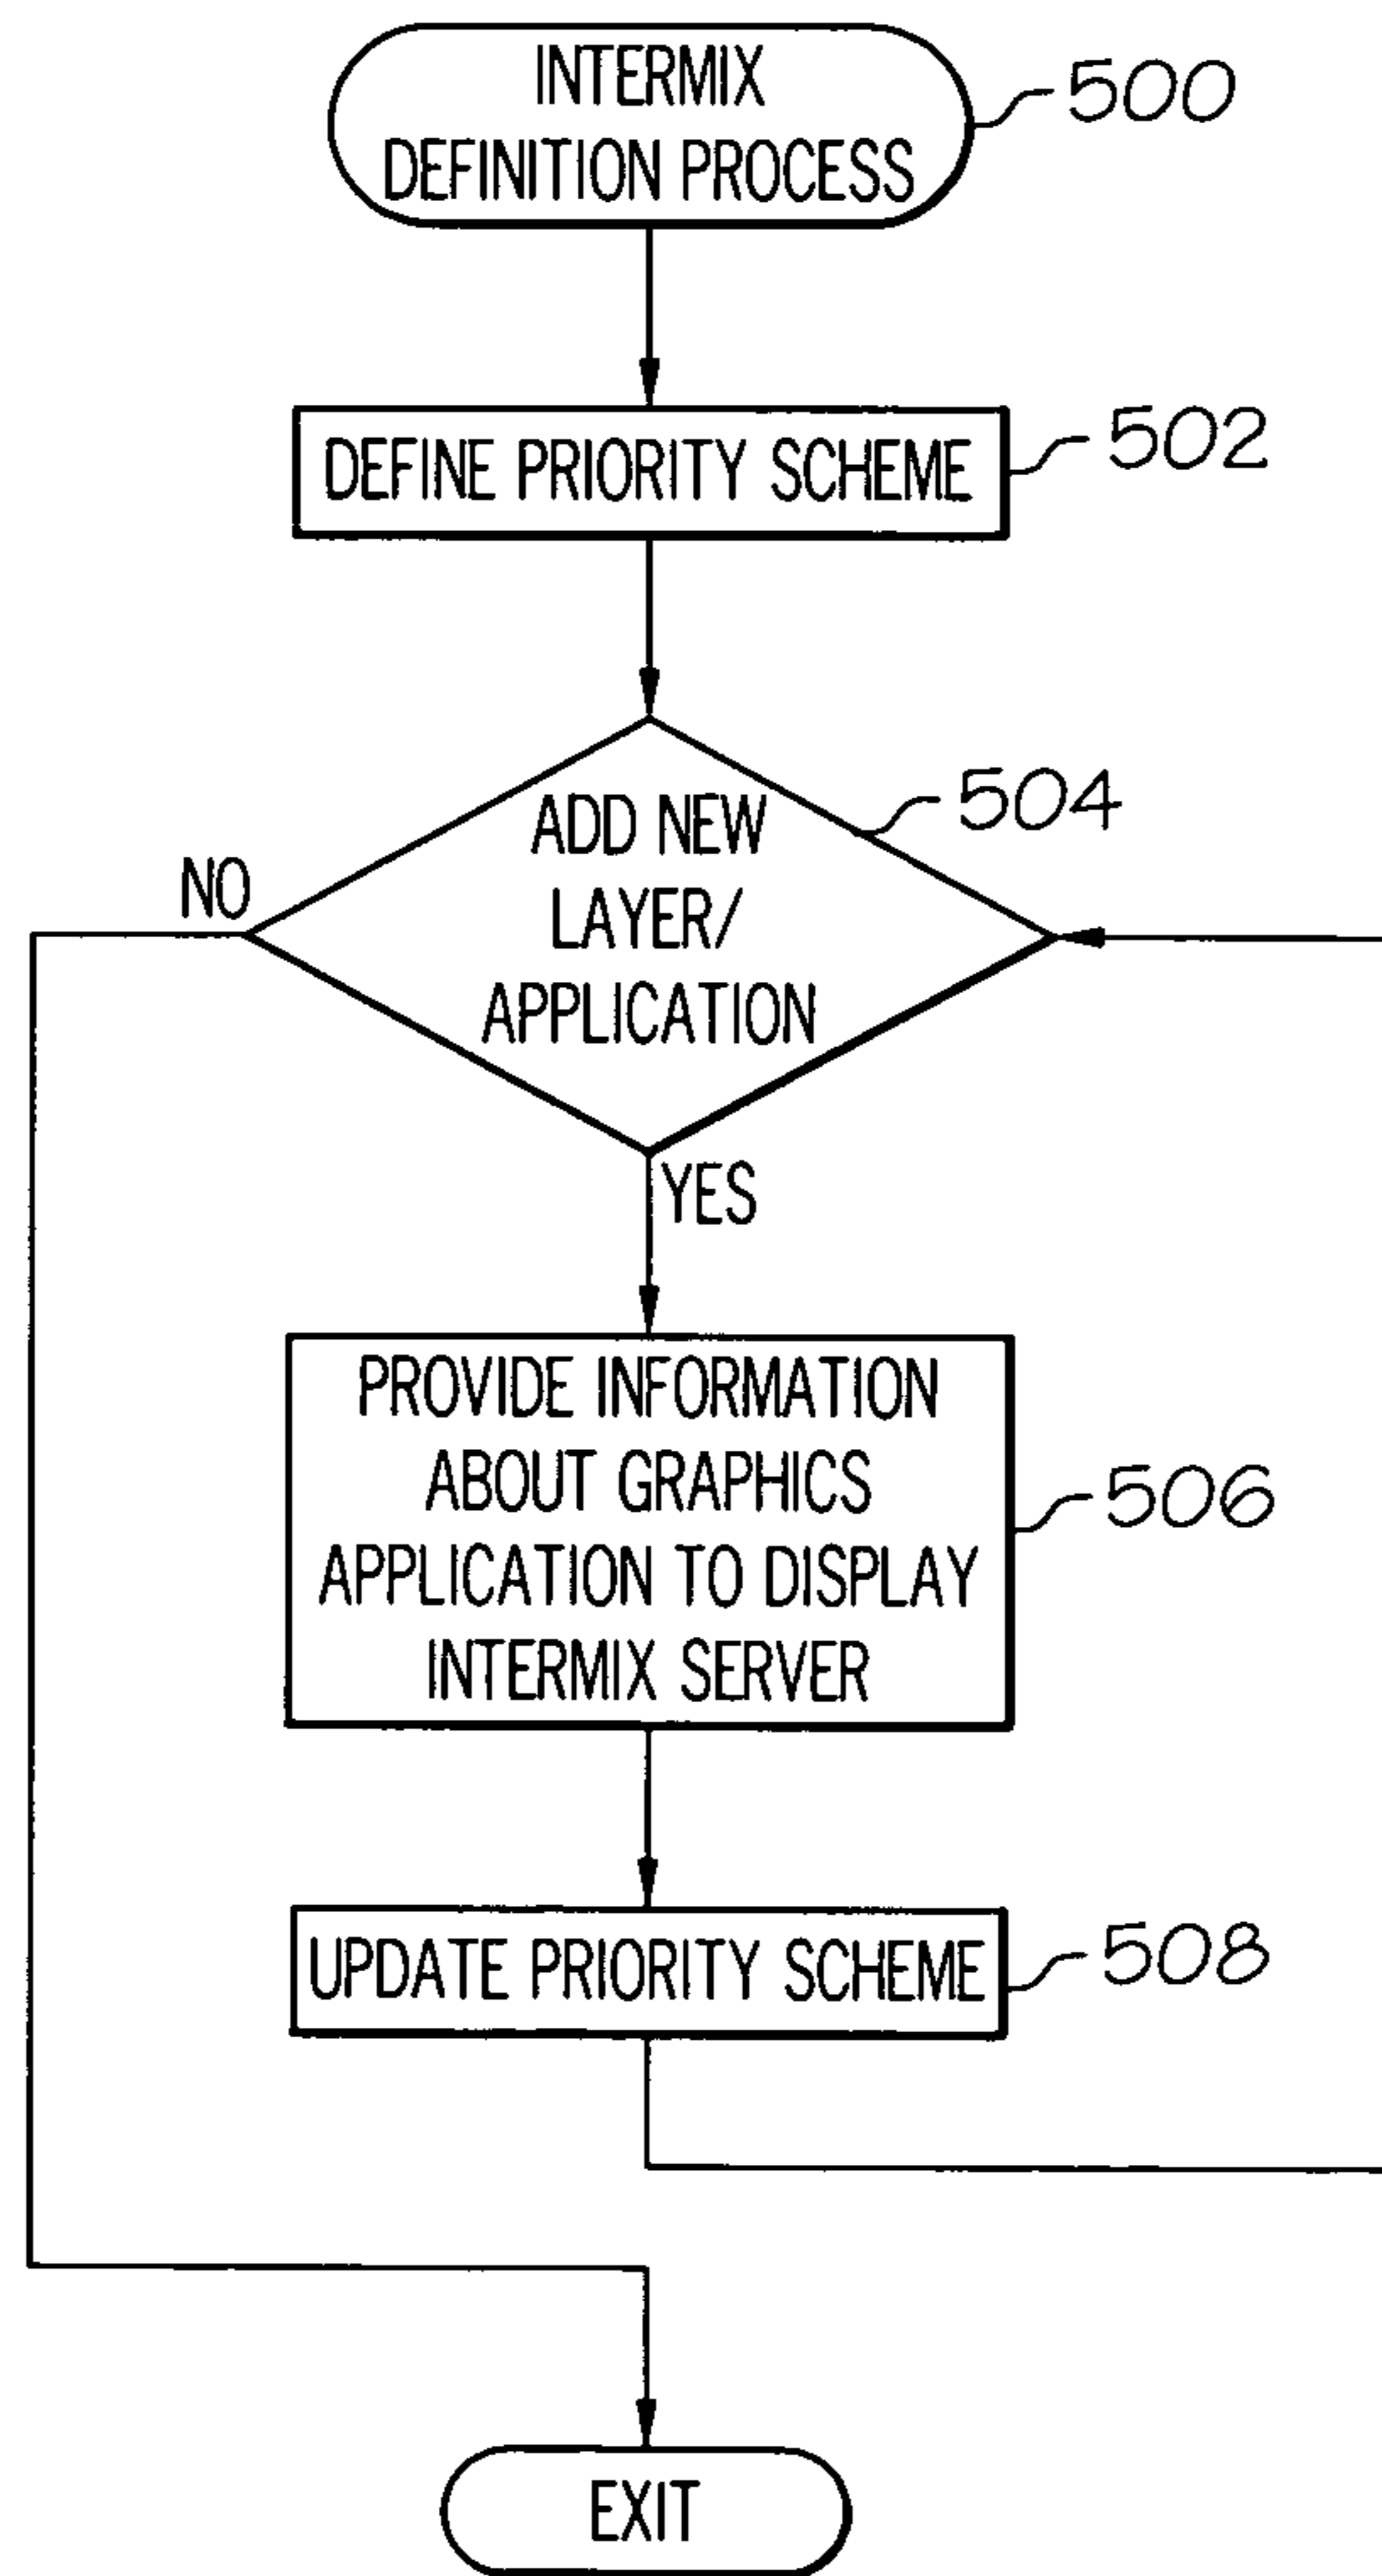 INTERMIX
DEFINITION PROCESS
500
DEFINE PRIORITY SCHEME
502
ADD NEW
LAYER/
APPLICATION
504
NO
YES
PROVIDE INFORMATION
ABOUT GRAPHICS
APPLICATION TO DISPLAY
INTERMIX SERVER
506
UPDATE PRIORITY SCHEME
508
EXIT